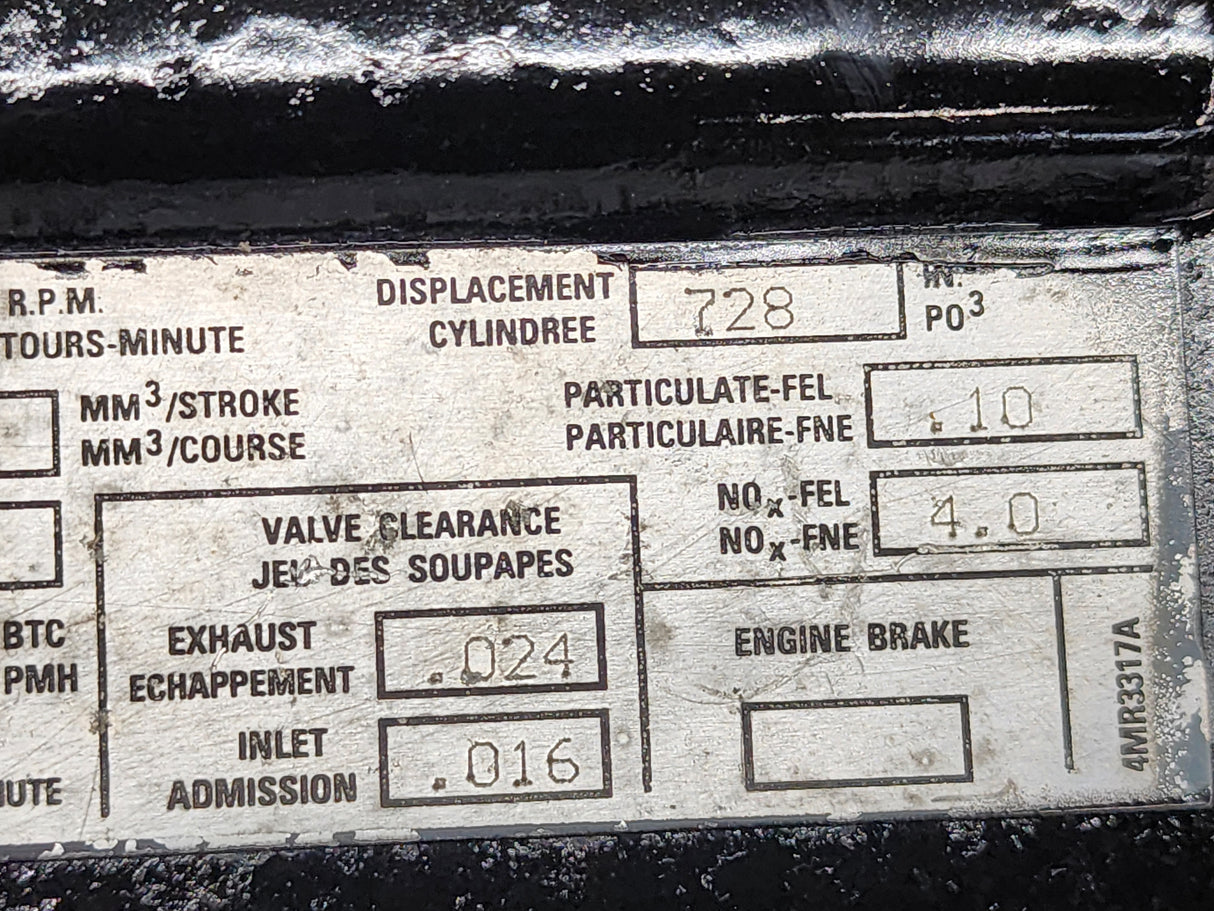 R.P.M.
TOURS-MINUTE
DISPLACEMENT
CYLINDREE
728
IN.
PO³
MM³/STROKE
MM³/COURSE
PARTICULATE-FEL
PARTICULAIRE-FNE
.10
NOx-FEL
NOx-FNE
4.0
VALVE CLEARANCE
JEU DES SOUPAPES
BTC
PMH
EXHAUST
ECHAPPEMENT
.024
ENGINE BRAKE
INLET
ADMISSION
.016
4MR3317A